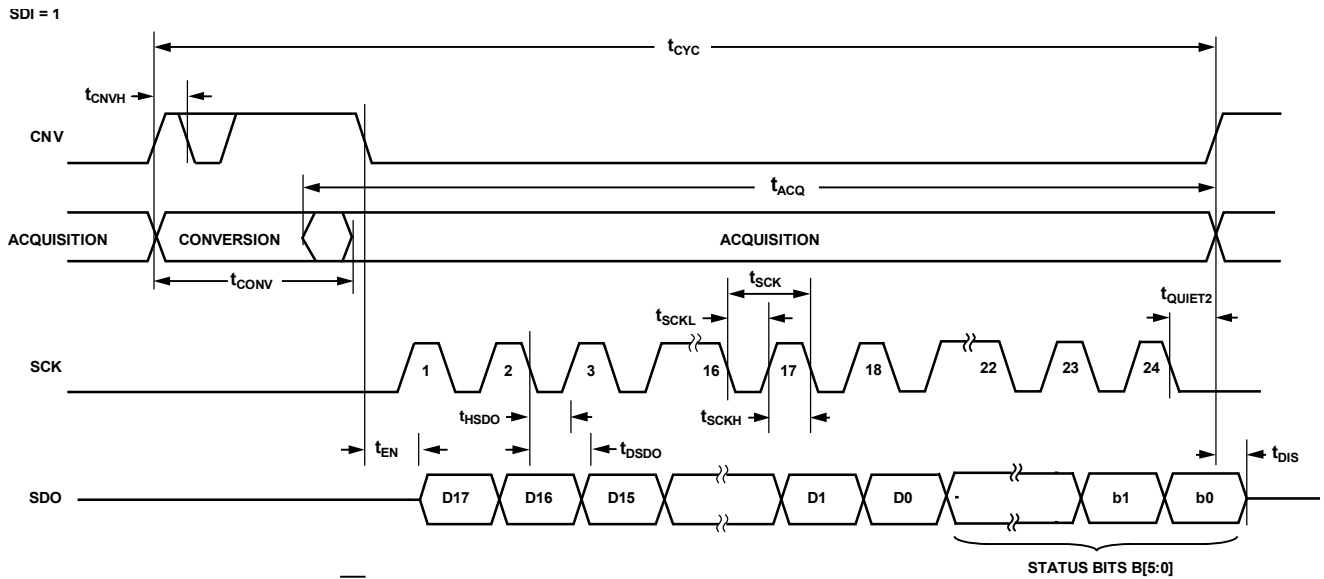 SDI = 1
tCYC
tCNVH
CNV
tACQ
ACQUISITION CONVERSION ACQUISITION
tCONV
tSCK
tQUIET2
tSCKL
SCK 1 2 3 16 17 18 22 23 24
tHSDO tSCKH
tEN tDSDO tDIS
SDO D17 D16 D15 D1 D0 - b1 b0
STATUS BITS B[5:0]